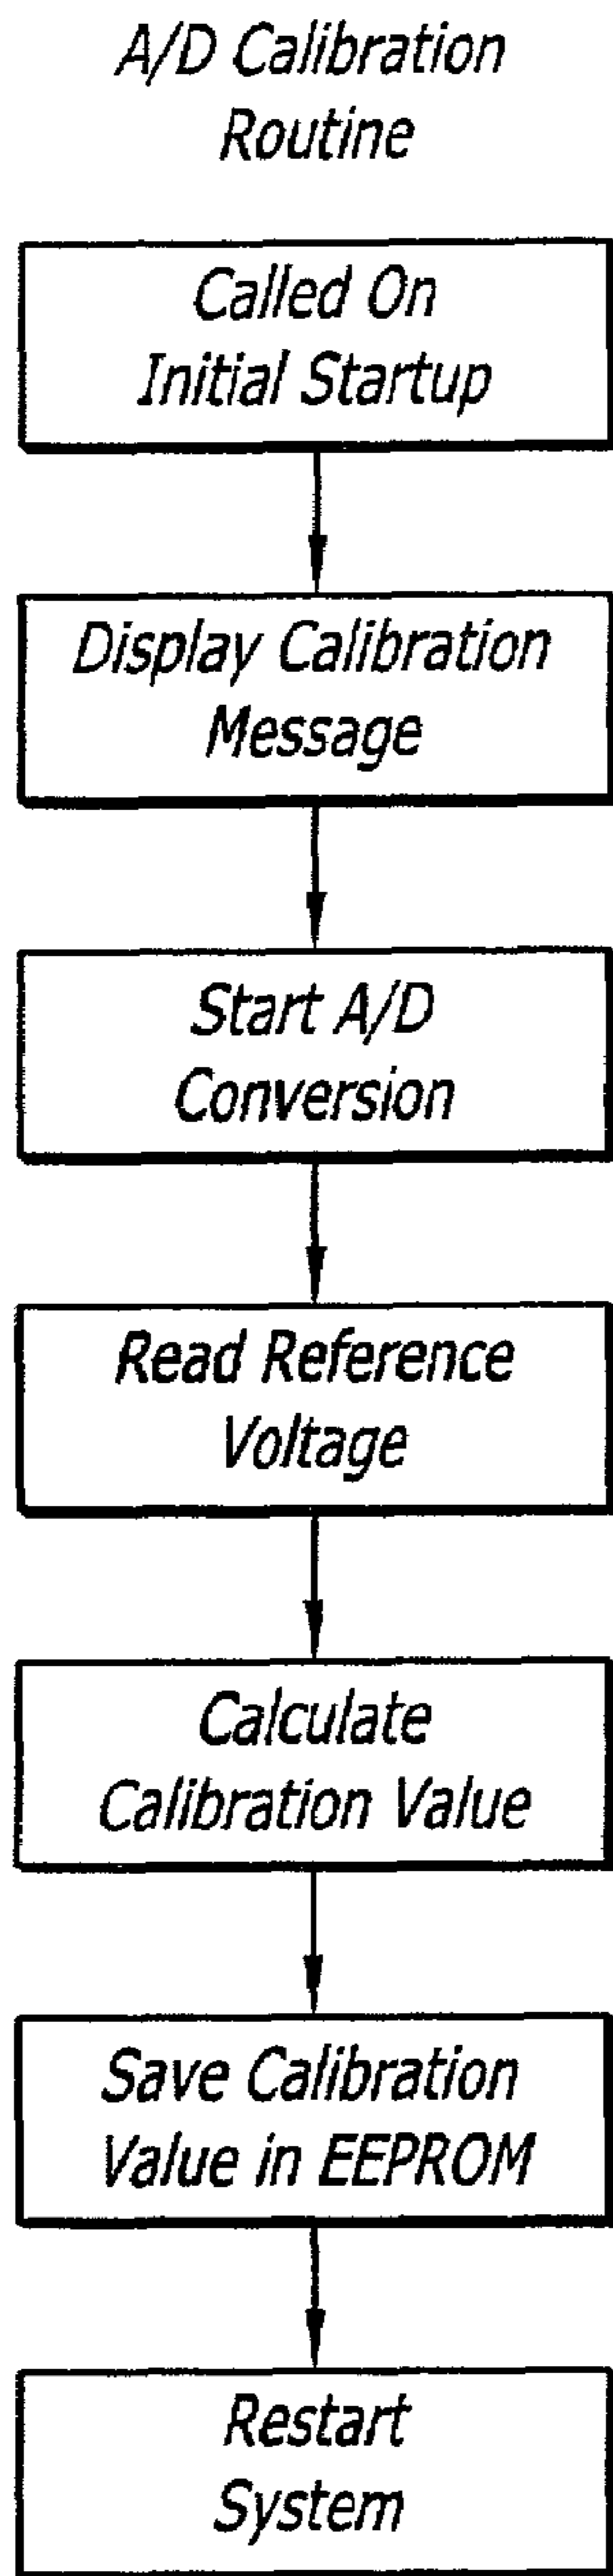 A/D Calibration
Routine
Called On
Initial Startup
Display Calibration
Message
Start A/D
Conversion
Read Reference
Voltage
Calculate
Calibration Value
Save Calibration
Value in EEPROM
Restart
System